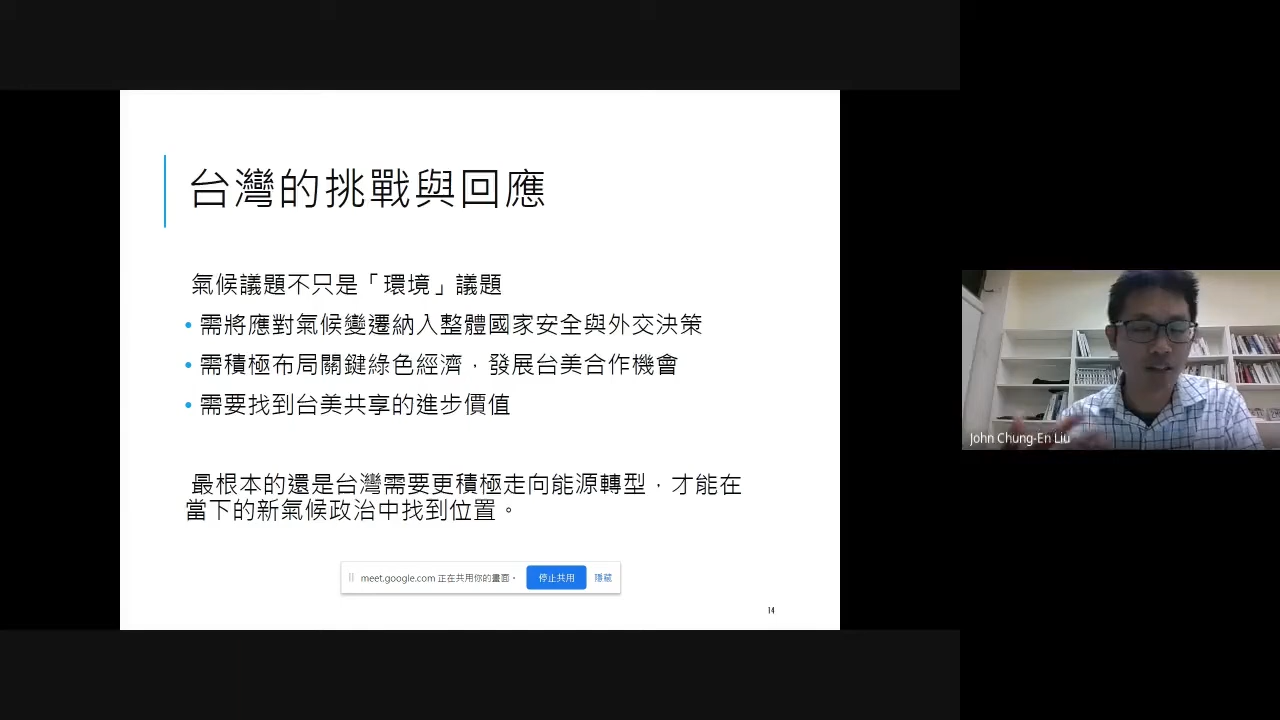 台灣的挑戰與回應
氣候議題不只是「環境」議題
• 需將應對氣候變遷納入整體國家安全與外交決策
• 需積極布局關鍵綠色經濟，發展台美合作機會
• 需要找到台美共享的進步價值
最根本的還是台灣需要更積極走向能源轉型，才能在
當下的新氣候政治中找到位置。
meet.google.com 正在共用你的畫面。 停止共用 隱藏
14
John Chung-En Liu